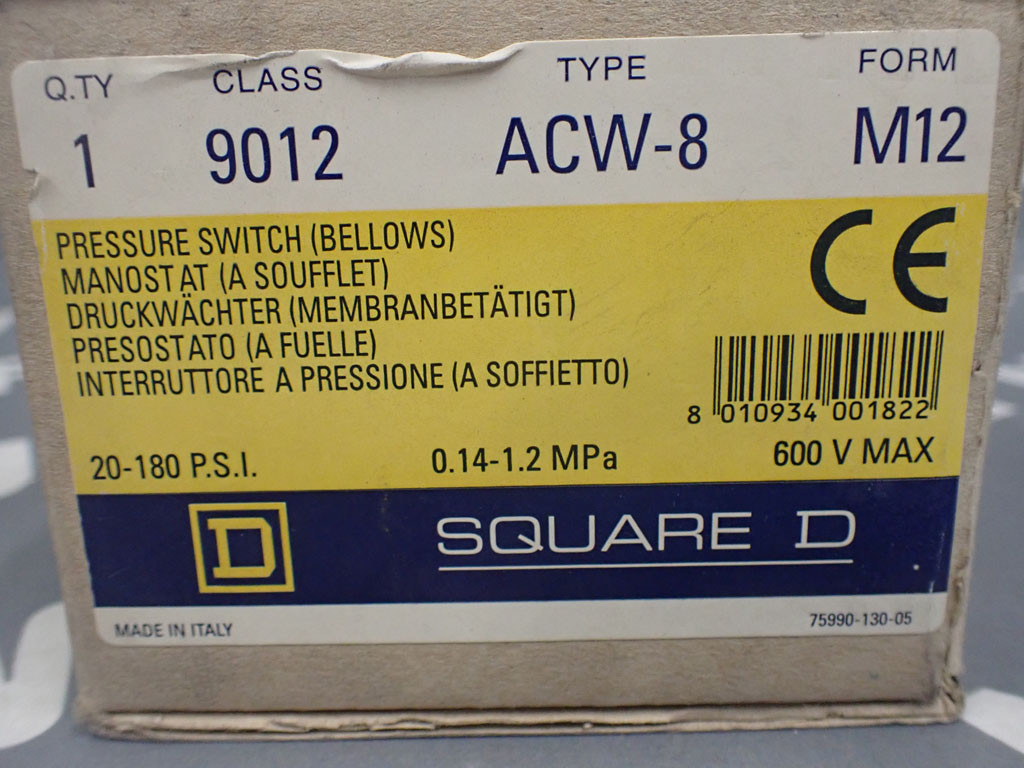 Q.TY CLASS TYPE FORM
1 9012 ACW-8 M12
PRESSURE SWITCH (BELLOWS)
MANOSTAT (A SOUFFLET)
DRUCKWÄCHTER (MEMBRANBETÄTIGT)
PRESOSTATO (A FUELLE)
INTERRUTTORE A PRESSIONE (A SOFFIETTO)
CE
8 010934 001822
20-180 P.S.I. 0.14-1.2 MPa 600 V MAX
D SQUARE D
MADE IN ITALY 75990-130-05